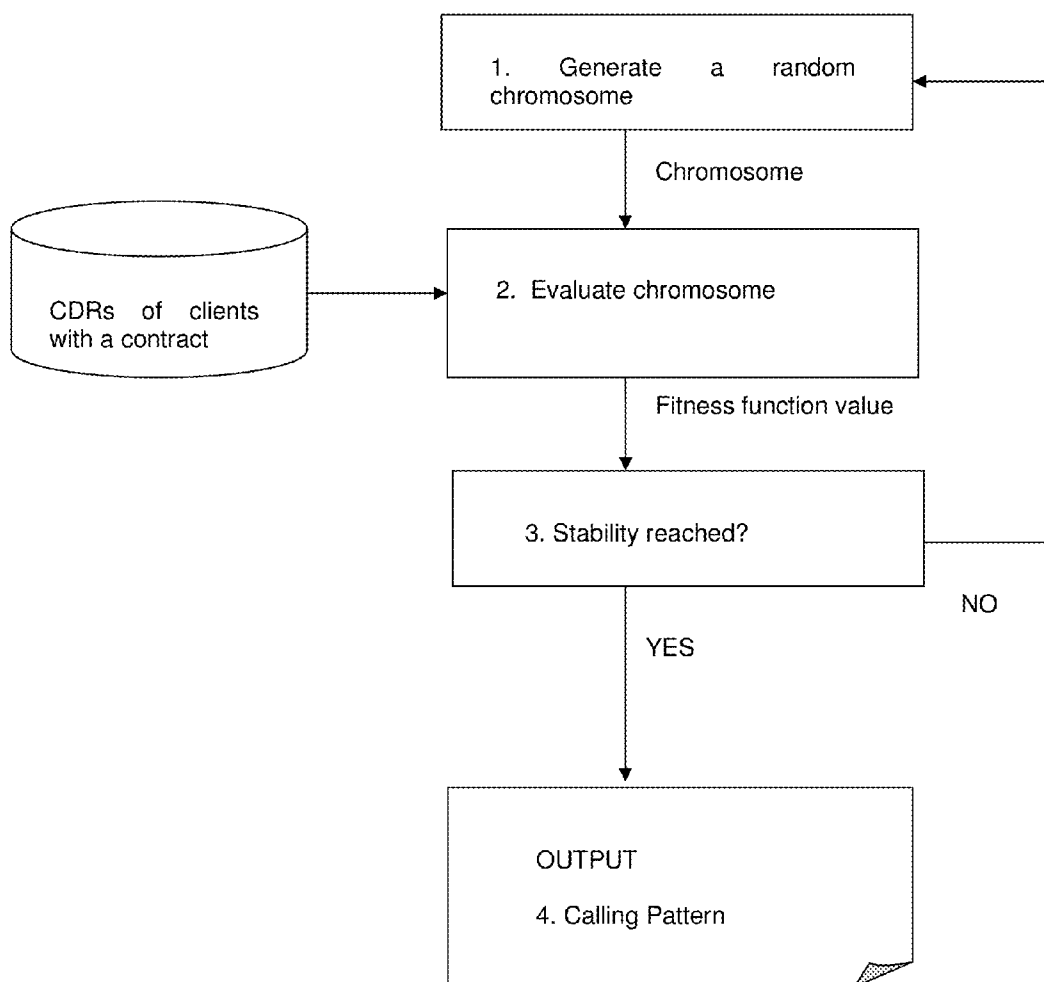 1. Generate a random
chromosome
Chromosome
CDRs of clients
with a contract
2. Evaluate chromosome
Fitness function value
3. Stability reached?
NO
YES
OUTPUT
4. Calling Pattern